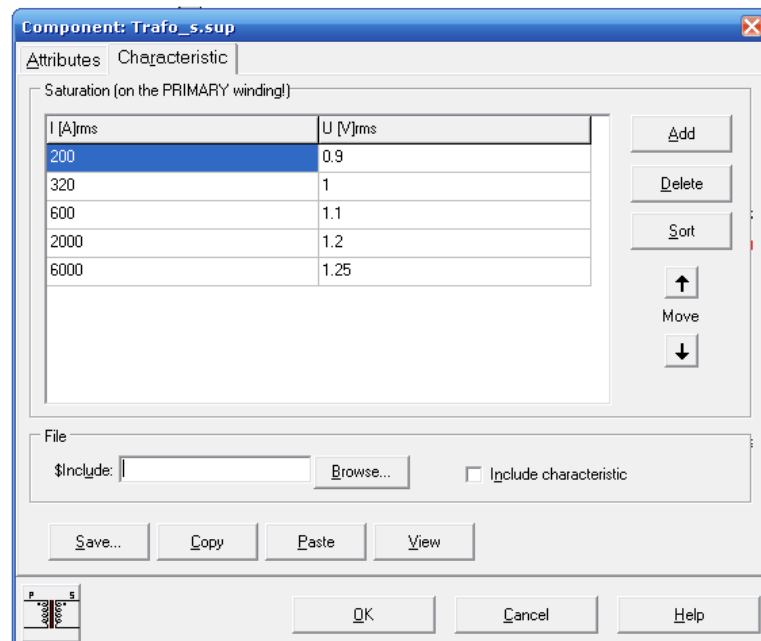 Component: Trafo_s.sup
Attributes Characteristic
Saturation (on the PRIMARY winding!)
I [A]rms U [V]rms
200 0.9
320 1
600 1.1
2000 1.2
6000 1.25
Add
Delete
Sort
Move
File
$Include: Browse... Include characteristic
Save... Copy Paste View
P S
OK Cancel Help